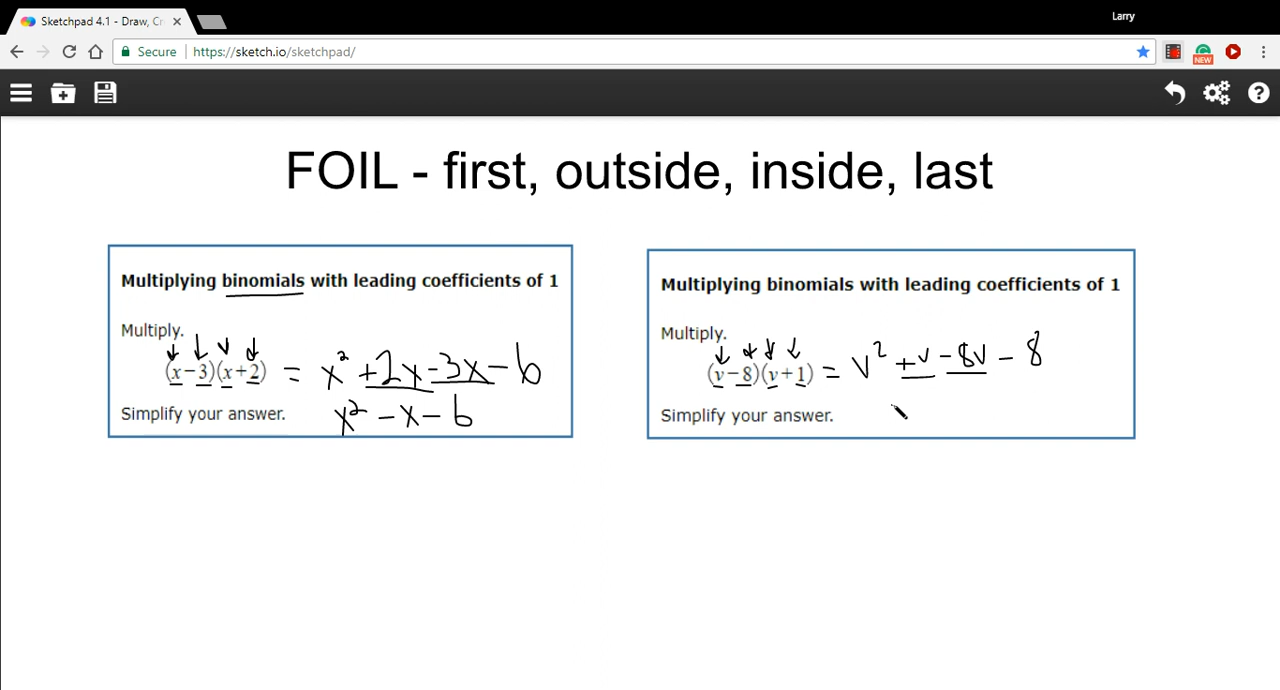 Larry
Sketchpad 4.1 - Draw, Cr
Secure | https://sketch.io/sketchpad/
NEW
FOIL - first, outside, inside, last
Multiplying binomials with leading coefficients of 1
Multiply.
(x−3)(x+2) = x² +2x −3x − 6
Simplify your answer. x² − x − 6
Multiplying binomials with leading coefficients of 1
Multiply.
(v−8)(v+1) = v² +v − 8v − 8
Simplify your answer.